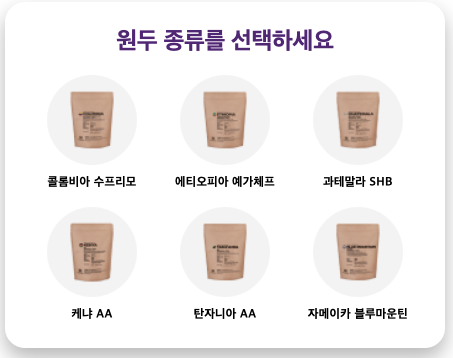 원두 종류를 선택하세요
콜롬비아 수프리모
에티오피아 예가체프
과테말라 SHB
케냐 AA
탄자니아 AA
자메이카 블루마운틴